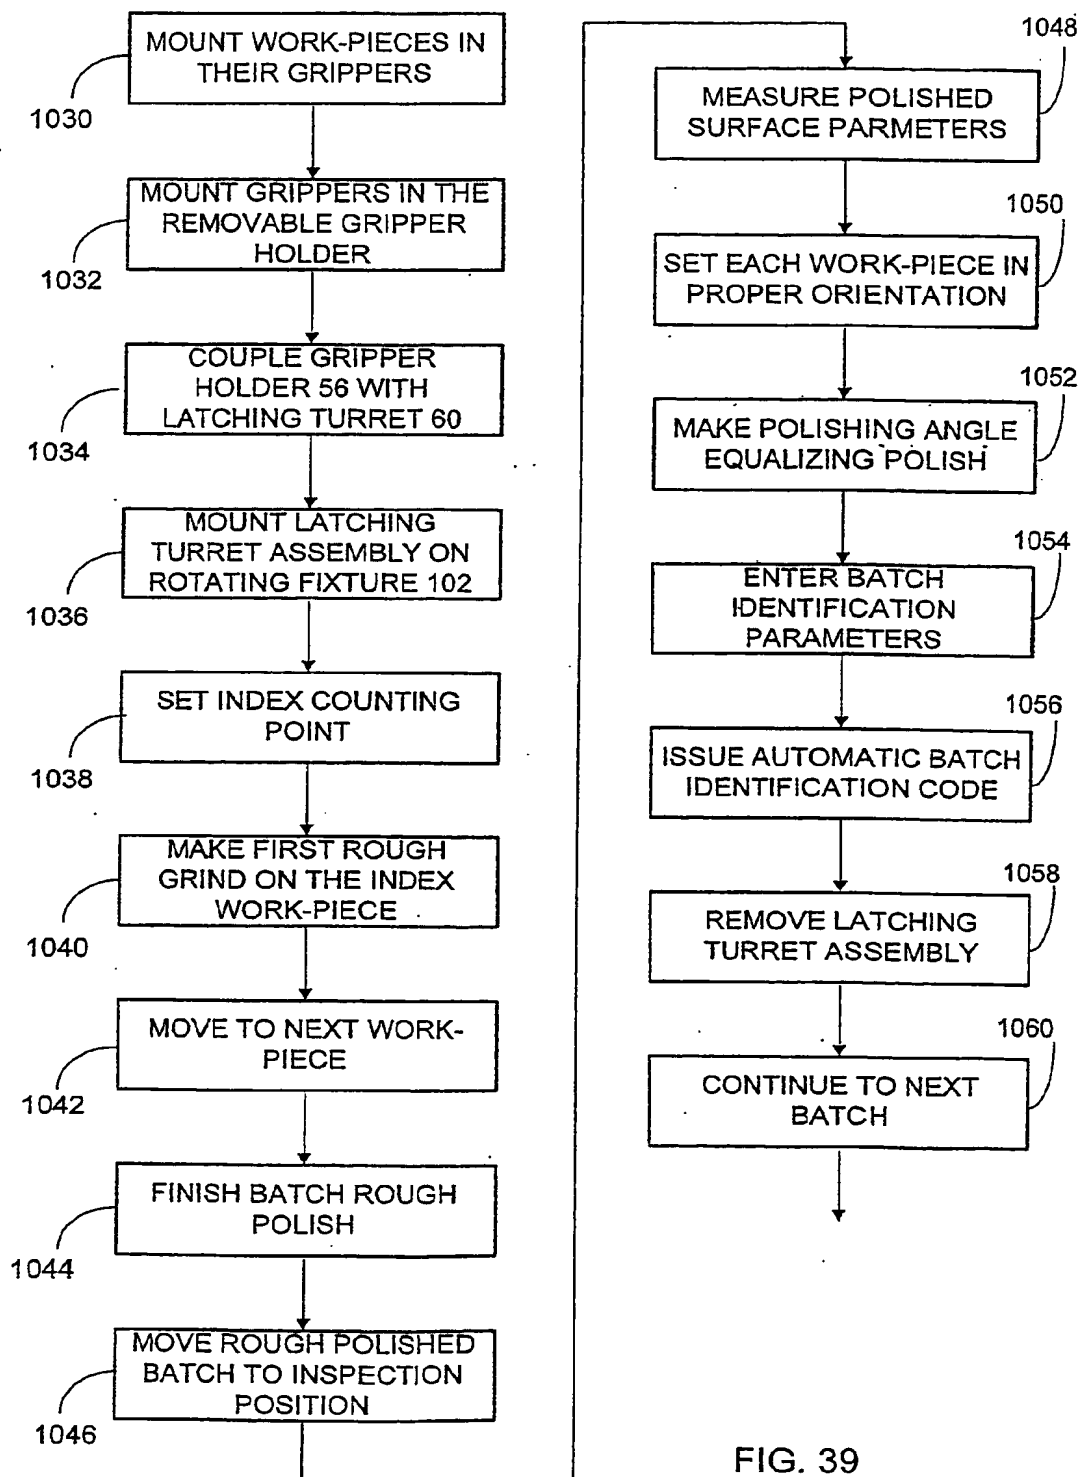 MOUNT WORK-PIECES IN
THEIR GRIPPERS
1030
MOUNT GRIPPERS IN THE
REMOVABLE GRIPPER
HOLDER
1032
COUPLE GRIPPER
HOLDER 56 WITH
LATCHING TURRET 60
1034
MOUNT LATCHING
TURRET ASSEMBLY ON
ROTATING FIXTURE 102
1036
SET INDEX COUNTING
POINT
1038
MAKE FIRST ROUGH
GRIND ON THE INDEX
WORK-PIECE
1040
MOVE TO NEXT WORK-
PIECE
1042
FINISH BATCH ROUGH
POLISH
1044
MOVE ROUGH POLISHED
BATCH TO INSPECTION
POSITION
1046
1048
MEASURE POLISHED
SURFACE PARMETERS
1050
SET EACH WORK-PIECE IN
PROPER ORIENTATION
1052
MAKE POLISHING ANGLE
EQUALIZING POLISH
1054
ENTER BATCH
IDENTIFICATION
PARAMETERS
1056
ISSUE AUTOMATIC BATCH
IDENTIFICATION CODE
1058
REMOVE LATCHING
TURRET ASSEMBLY
1060
CONTINUE TO NEXT
BATCH
FIG. 39